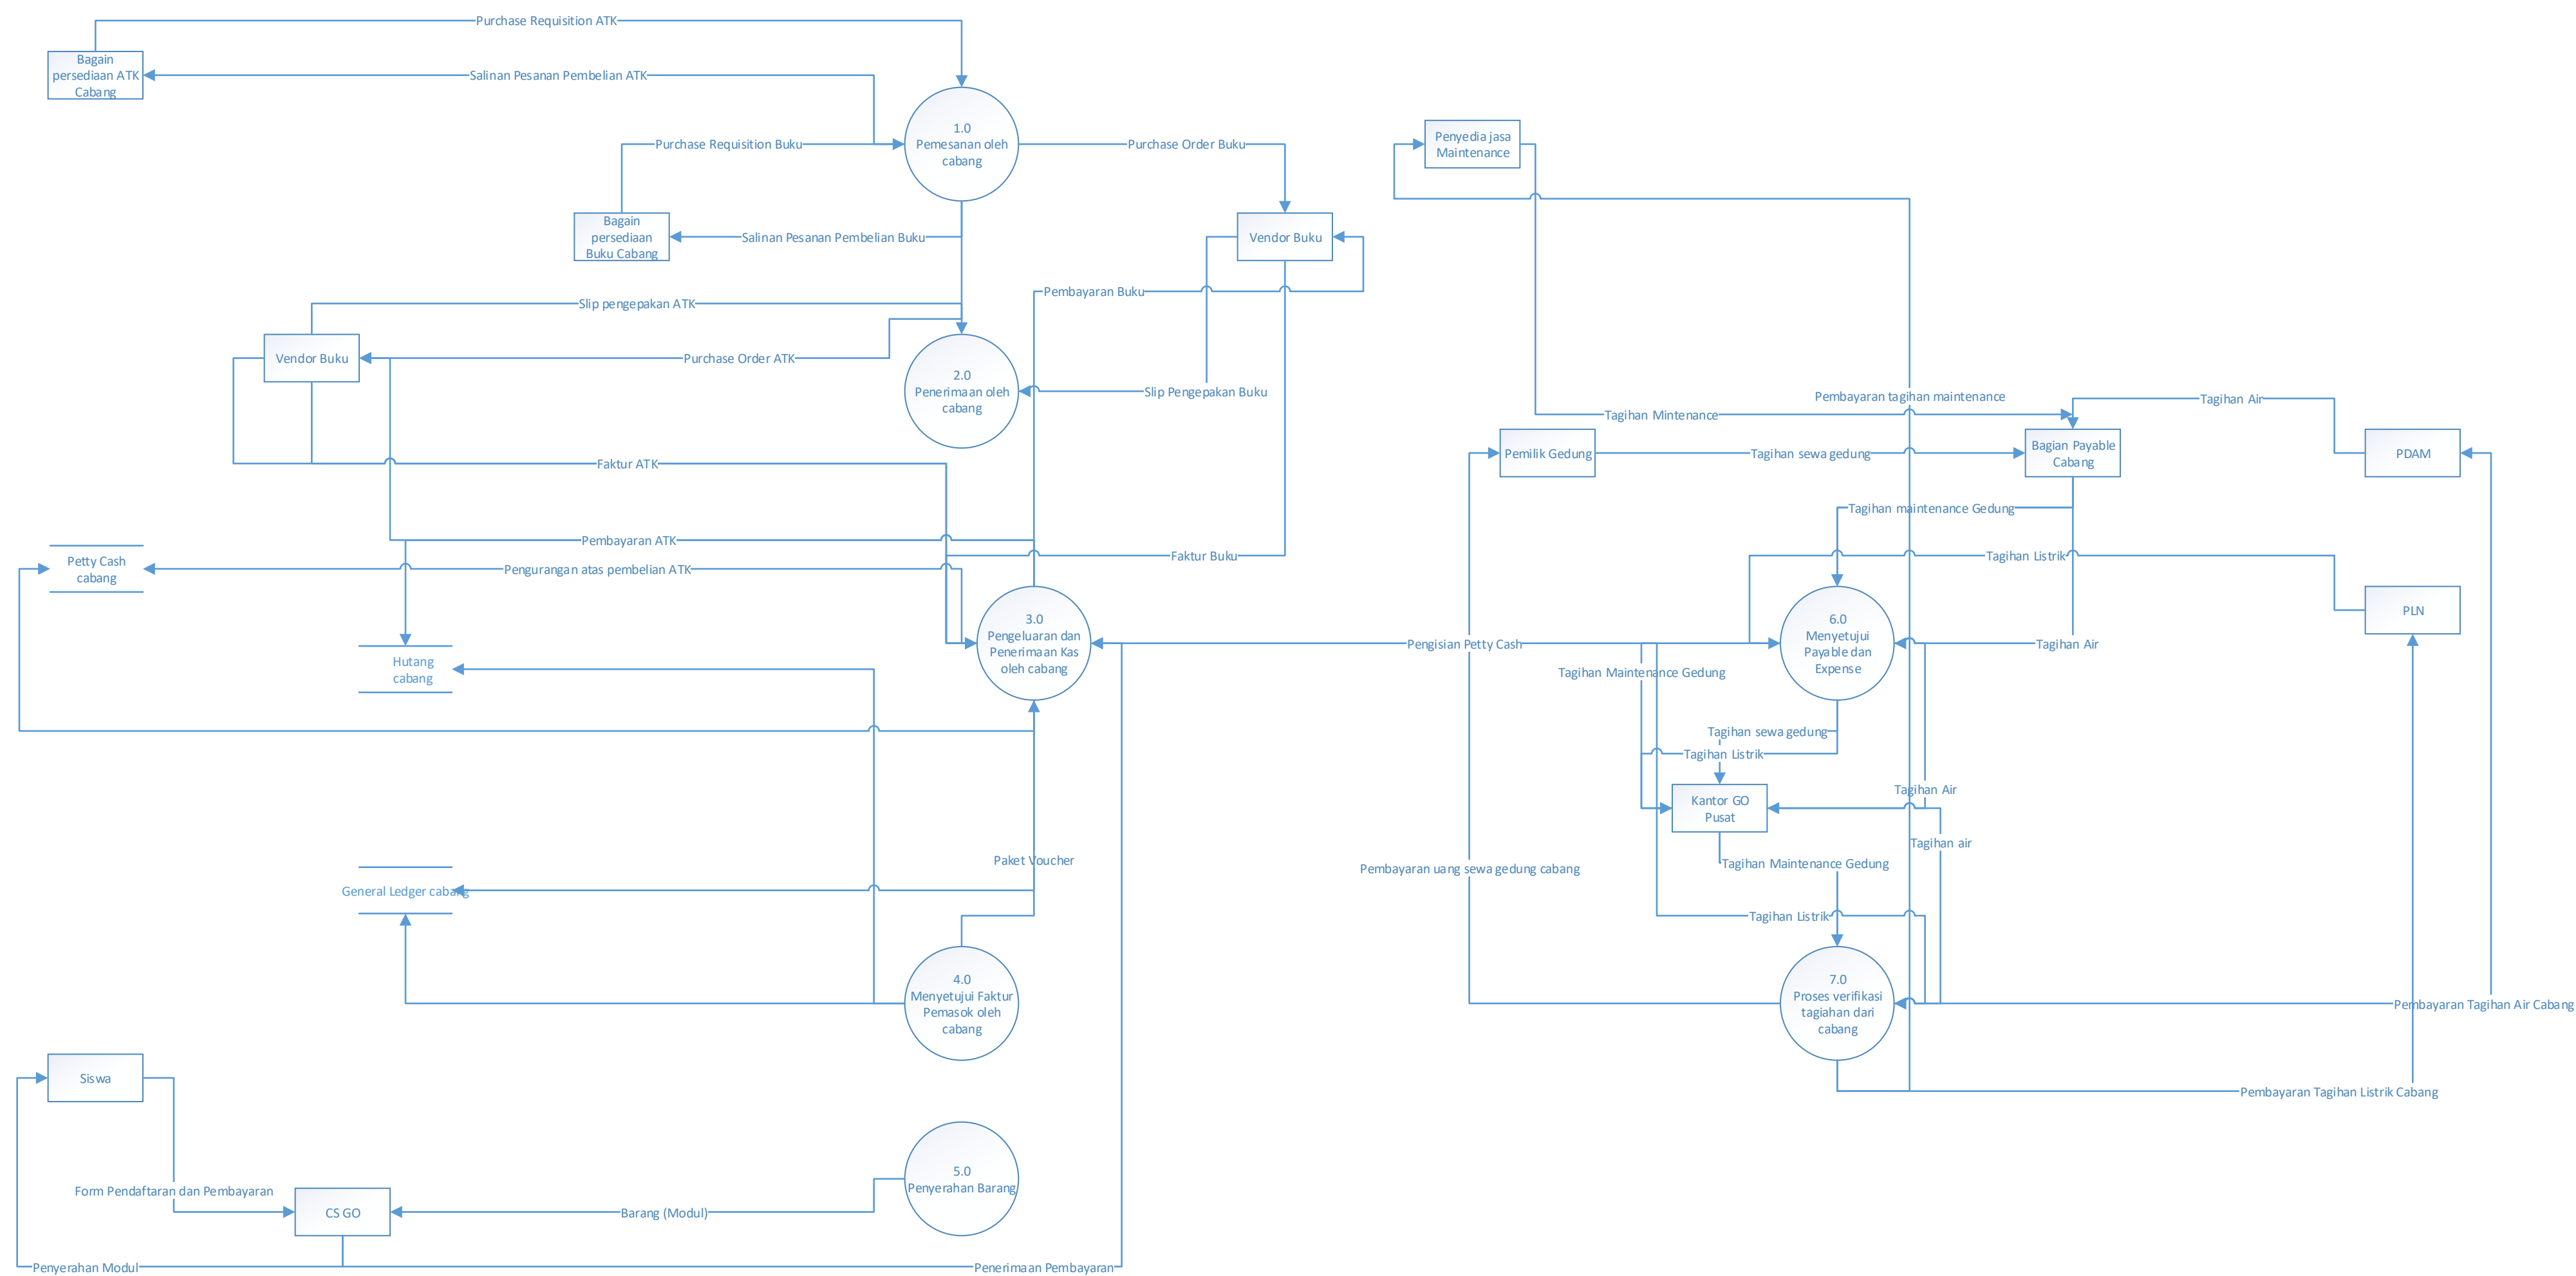 Purchase Requisition ATK
Bagain
persediaan ATK
Cabang
Salinan Pesanan Pembelian ATK
1.0
Pemesanan oleh
cabang
Purchase Requisition Buku
Purchase Order Buku
Penyedia jasa
Maintenance
Bagain
persediaan
Buku Cabang
Salinan Pesanan Pembelian Buku
Vendor Buku
Pembayaran Buku
Slip pengepakan ATK
Vendor Buku
Purchase Order ATK
2.0
Penerimaan oleh
cabang
Slip Pengepakan Buku
Pembayaran tagihan maintenance
Tagihan Mintenance
Tagihan Air
Pemilik Gedung
Tagihan sewa gedung
Bagian Payable
Cabang
PDAM
Faktur ATK
Tagihan maintenance Gedung
Pembayaran ATK
Faktur Buku
Tagihan Listrik
Petty Cash
cabang
Pengurangan atas pembelian ATK
3.0
Pengeluaran dan
Penerimaan Kas
oleh cabang
6.0
Menyetujui
Payable dan
Expense
PLN
Pengisian Petty Cash
Tagihan Air
Hutang
cabang
Tagihan Maintenance Gedung
Tagihan sewa gedung
Tagihan Listrik
Kantor GO
Pusat
Tagihan Air
Tagihan air
Paket Voucher
Pembayaran uang sewa gedung cabang
Tagihan Maintenance Gedung
General Ledger cabang
Tagihan Listrik
4.0
Menyetujui Faktur
Pemasok oleh
cabang
7.0
Proses verifikasi
tagiahan dari
cabang
Pembayaran Tagihan Air Cabang
Siswa
Pembayaran Tagihan Listrik Cabang
5.0
Penyerahan Barang
Form Pendaftaran dan Pembayaran
CS GO
Barang (Modul)
Penyerahan Modul
Penerimaan Pembayaran